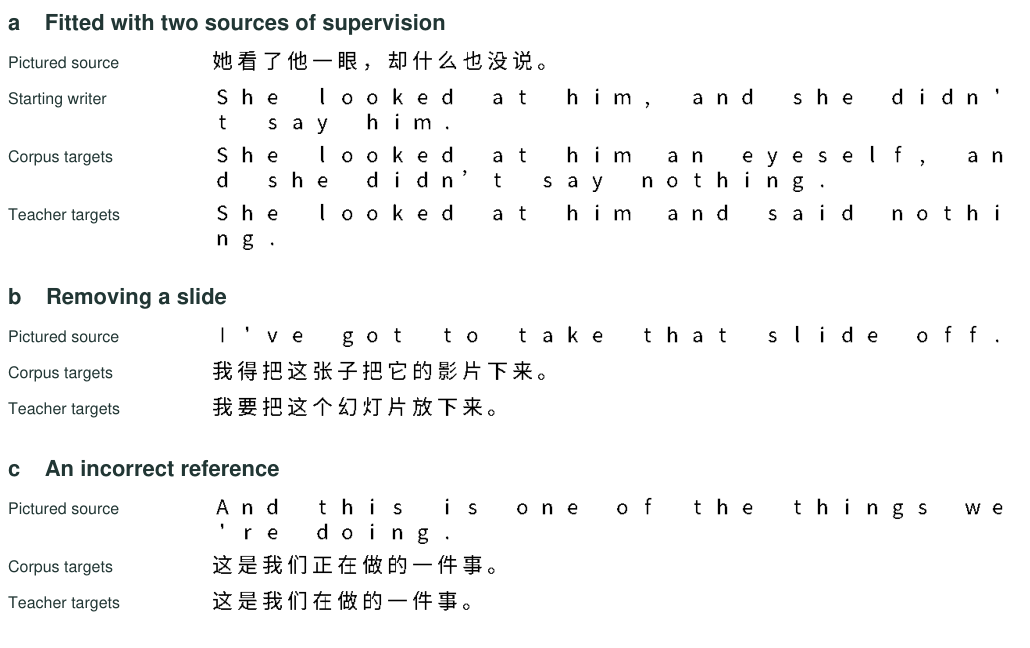 a Fitted with two sources of supervision
Pictured source 她看了他一眼，却什么也没说。
Starting writer She looked at him, and she didn'
t say him.
Corpus targets She looked at him an eyeself, an
d she didn't say nothing.
Teacher targets She looked at him and said nothi
ng.
b Removing a slide
Pictured source I've got to take that slide off.
Corpus targets 我得把这张子把它的影片下来。
Teacher targets 我要把这个幻灯片放下来。
c An incorrect reference
Pictured source And this is one of the things we
're doing.
Corpus targets 这是我们正在做的一件事。
Teacher targets 这是我们在做的一件事。